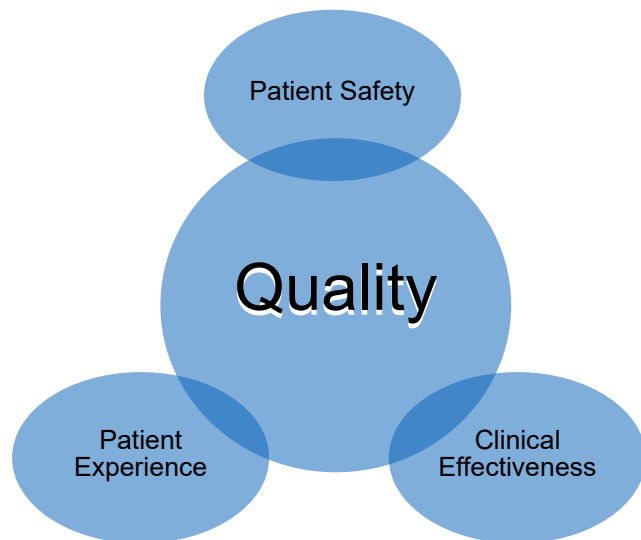 Patient Safety
Quality
Patient
Experience
Clinical
Effectiveness